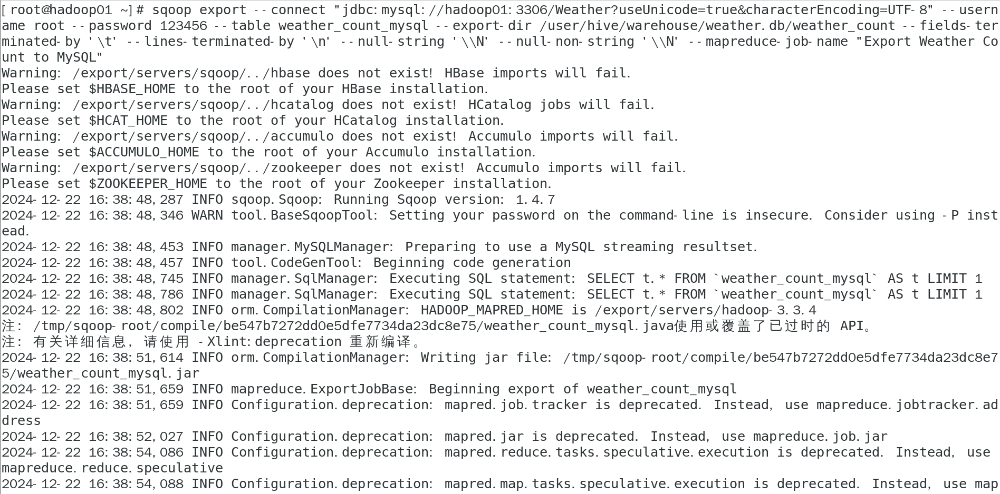 [root@hadoop01 ~]# sqoop export --connect "jdbc:mysql://hadoop01:3306/Weather?useUnicode=true&characterEncoding=UTF-8" --usern
ame root --password 123456 --table weather_count_mysql --export-dir /user/hive/warehouse/weather.db/weather_count --fields-ter
minated-by '\t' --lines-terminated-by '\n' --null-string '\\N' --null-non-string '\\N' --mapreduce-job-name "Export Weather Co
unt to MySQL"
Warning: /export/servers/sqoop/../hbase does not exist! HBase imports will fail.
Please set $HBASE_HOME to the root of your HBase installation.
Warning: /export/servers/sqoop/../hcatalog does not exist! HCatalog jobs will fail.
Please set $HCAT_HOME to the root of your HCatalog installation.
Warning: /export/servers/sqoop/../accumulo does not exist! Accumulo imports will fail.
Please set $ACCUMULO_HOME to the root of your Accumulo installation.
Warning: /export/servers/sqoop/../zookeeper does not exist! Accumulo imports will fail.
Please set $ZOOKEEPER_HOME to the root of your Zookeeper installation.
2024-12-22 16:38:48,287 INFO sqoop.Sqoop: Running Sqoop version: 1.4.7
2024-12-22 16:38:48,346 WARN tool.BaseSqoopTool: Setting your password on the command-line is insecure. Consider using -P inst
ead.
2024-12-22 16:38:48,453 INFO manager.MySQLManager: Preparing to use a MySQL streaming resultset.
2024-12-22 16:38:48,457 INFO tool.CodeGenTool: Beginning code generation
2024-12-22 16:38:48,745 INFO manager.SqlManager: Executing SQL statement: SELECT t.* FROM `weather_count_mysql` AS t LIMIT 1
2024-12-22 16:38:48,786 INFO manager.SqlManager: Executing SQL statement: SELECT t.* FROM `weather_count_mysql` AS t LIMIT 1
2024-12-22 16:38:48,802 INFO orm.CompilationManager: HADOOP_MAPRED_HOME is /export/servers/hadoop-3.3.4
注: /tmp/sqoop-root/compile/be547b7272dd0e5dfe7734da23dc8e75/weather_count_mysql.java使用或覆盖了已过时的 API。
注: 有关详细信息, 请使用 -Xlint:deprecation 重新编译。
2024-12-22 16:38:51,614 INFO orm.CompilationManager: Writing jar file: /tmp/sqoop-root/compile/be547b7272dd0e5dfe7734da23dc8e7
5/weather_count_mysql.jar
2024-12-22 16:38:51,659 INFO mapreduce.ExportJobBase: Beginning export of weather_count_mysql
2024-12-22 16:38:51,659 INFO Configuration.deprecation: mapred.job.tracker is deprecated. Instead, use mapreduce.jobtracker.ad
dress
2024-12-22 16:38:52,027 INFO Configuration.deprecation: mapred.jar is deprecated. Instead, use mapreduce.job.jar
2024-12-22 16:38:54,086 INFO Configuration.deprecation: mapred.reduce.tasks.speculative.execution is deprecated. Instead, use
mapreduce.reduce.speculative
2024-12-22 16:38:54,088 INFO Configuration.deprecation: mapred.map.tasks.speculative.execution is deprecated. Instead, use map